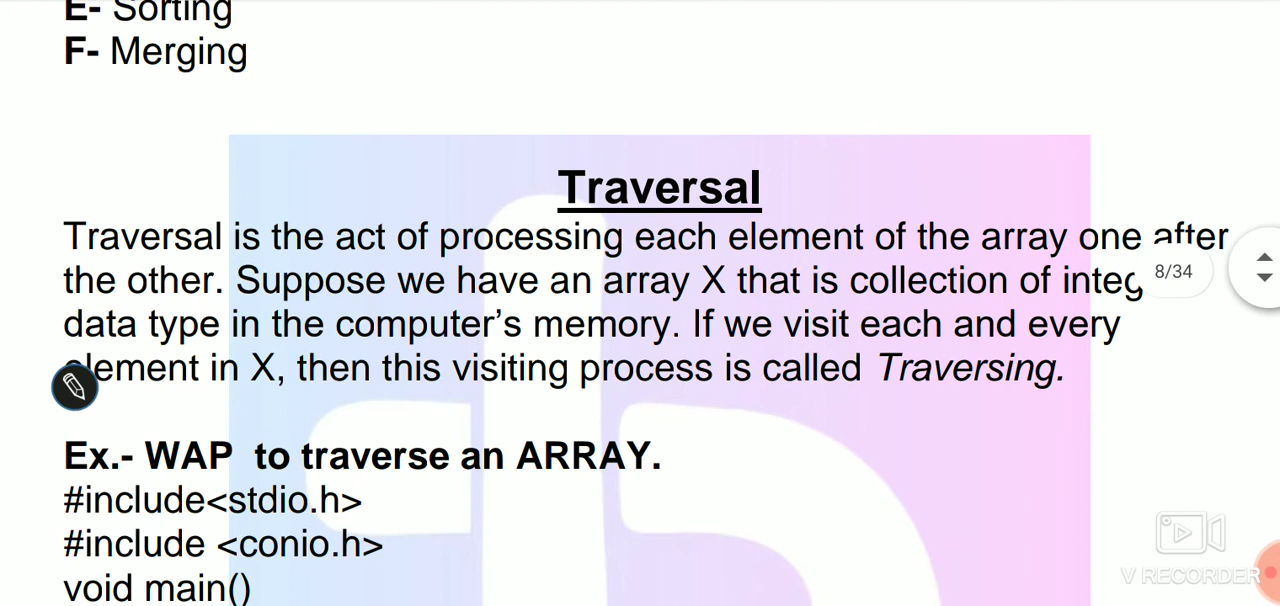 E- Sorting
F- Merging
Traversal
Traversal is the act of processing each element of the array one after
the other. Suppose we have an array X that is collection of integ
8/34
data type in the computer’s memory. If we visit each and every
element in X, then this visiting process is called Traversing.
Ex.- WAP to traverse an ARRAY.
#include<stdio.h>
#include <conio.h>
void main()
V RECORDER